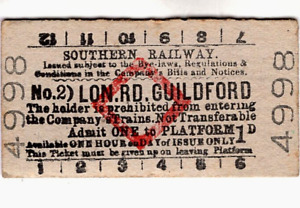 12 11 10 9 8 7
SOUTHERN RAILWAY.
Issued subject to the Bye-laws, Regulations &
Conditions in the Company's Bills and Notices.
No.2) LON RD. GUILDFORD
The holder is prohibited from entering
the Company's Trains. Not Transferable
Admit ONE to PLATFORM 1D
Available ONE HOUR on DAY of ISSUE ONLY
This Ticket must be given up on leaving Platform
1 2 3 4 5 6
4998
4998